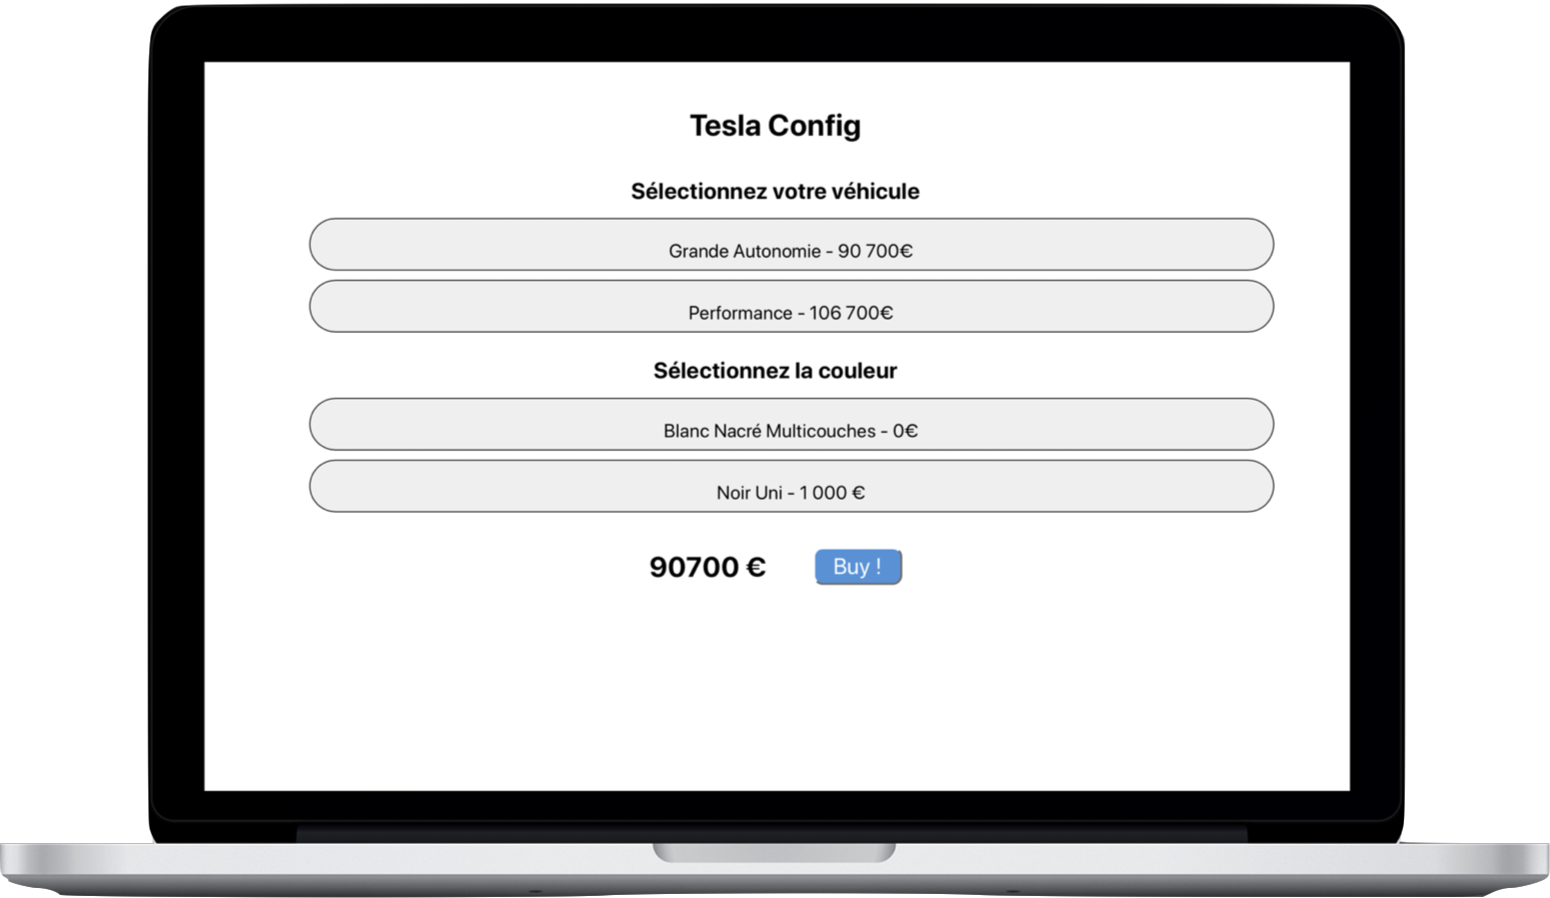 Tesla Config
Sélectionnez votre véhicule
Grande Autonomie - 90 700€
Performance - 106 700€
Sélectionnez la couleur
Blanc Nacré Multicouches - 0€
Noir Uni - 1 000 €
90700 € Buy !